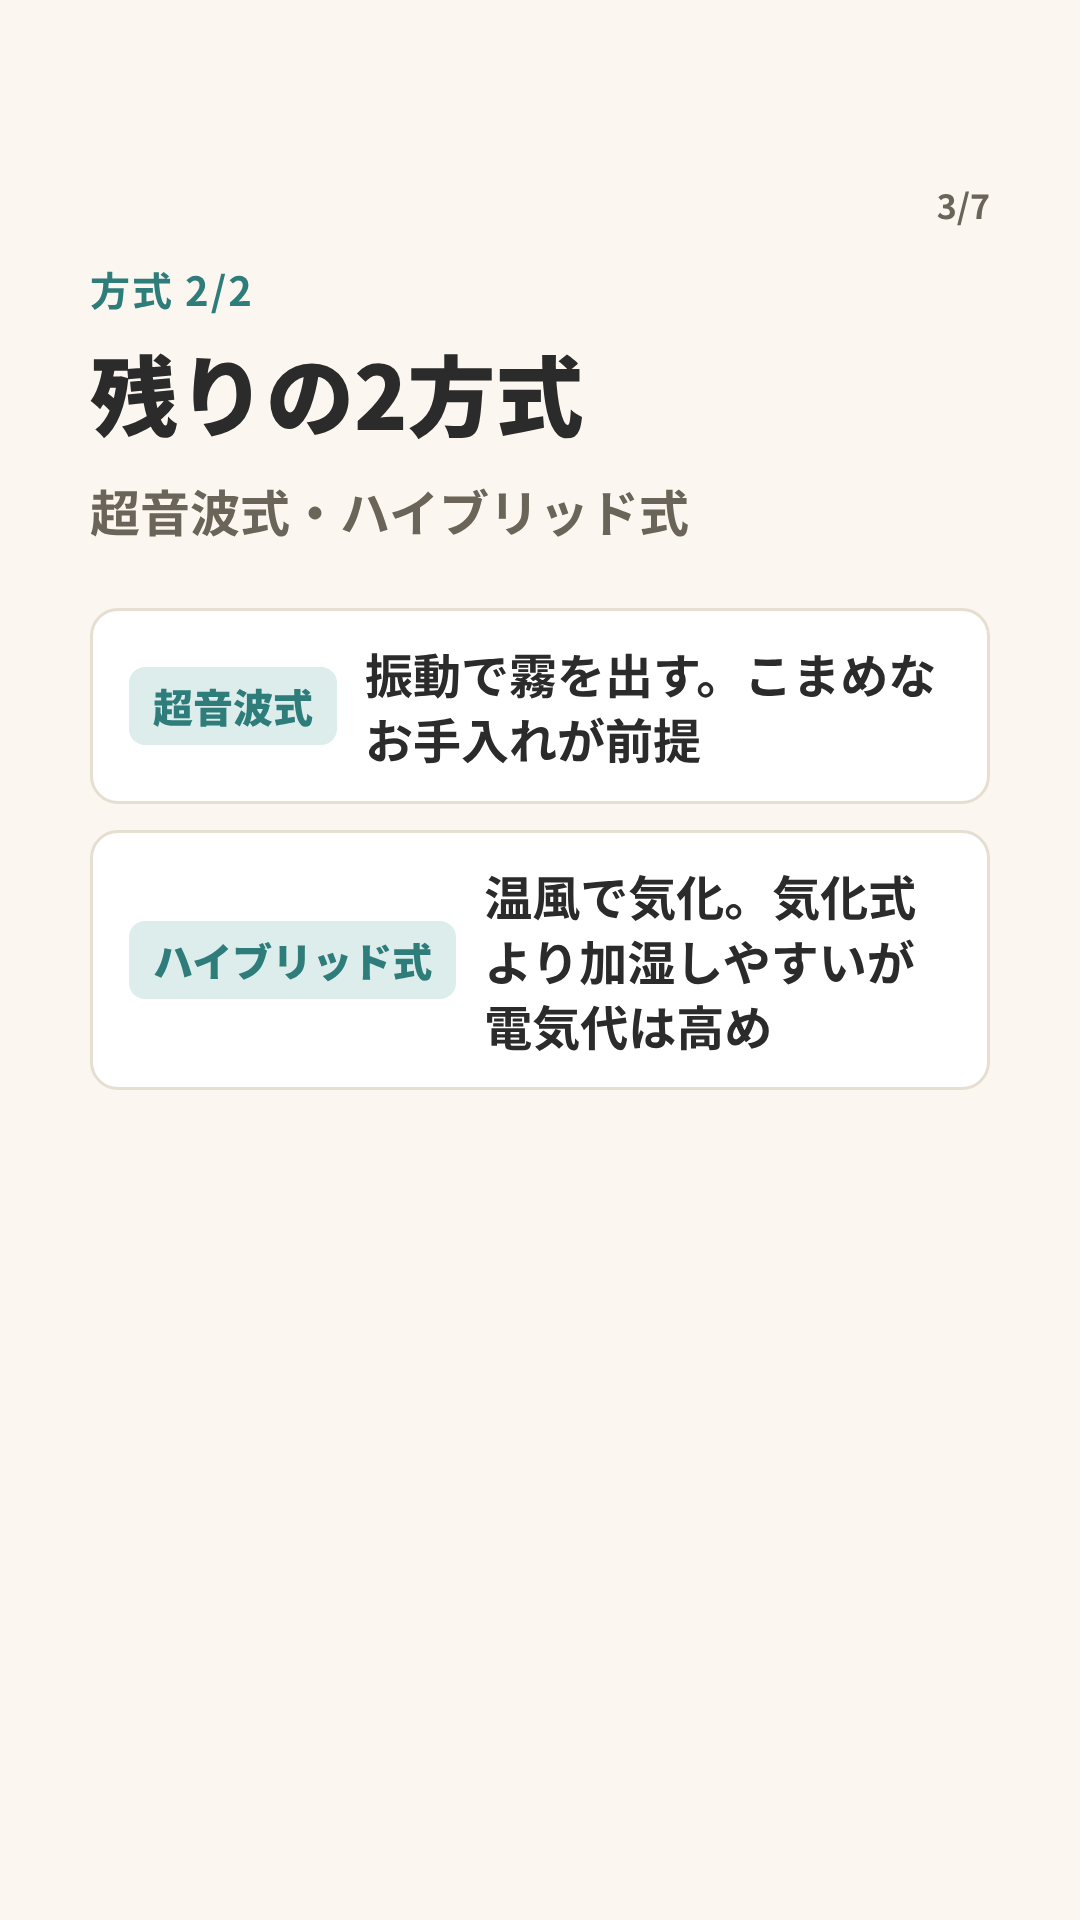 3/7
方式 2/2
残りの2方式
超音波式・ハイブリッド式
超音波式
振動で霧を出す。こまめな
お手入れが前提
ハイブリッド式
温風で気化。気化式
より加湿しやすいが
電気代は高め